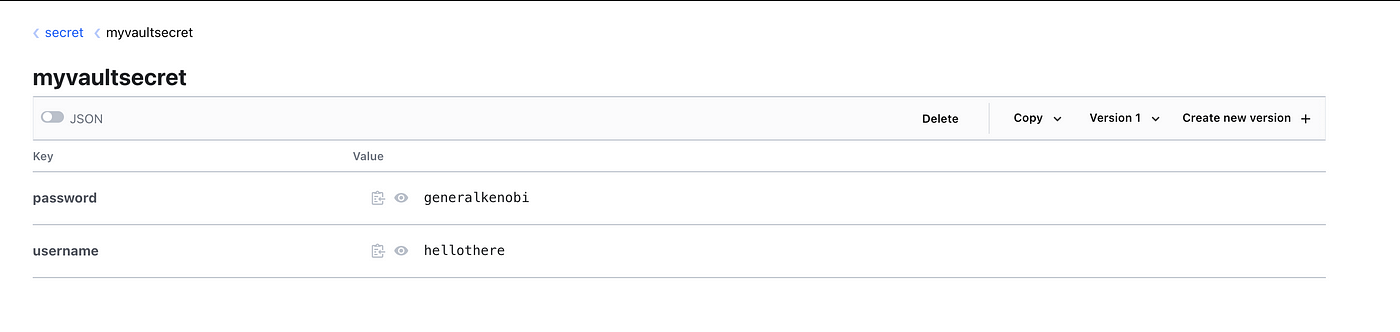 secret myvaultsecret
myvaultsecret
JSON Delete Copy Version 1 Create new version +
Key Value
password generalkenobi
username hellothere